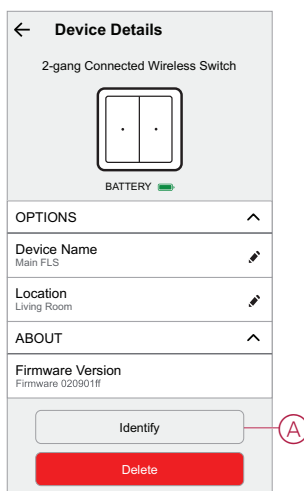 Device Details
2-gang Connected Wireless Switch
BATTERY
OPTIONS
Device Name
Main FLS
Location
Living Room
ABOUT
Firmware Version
Firmware 020901ff
Identify
A
Delete